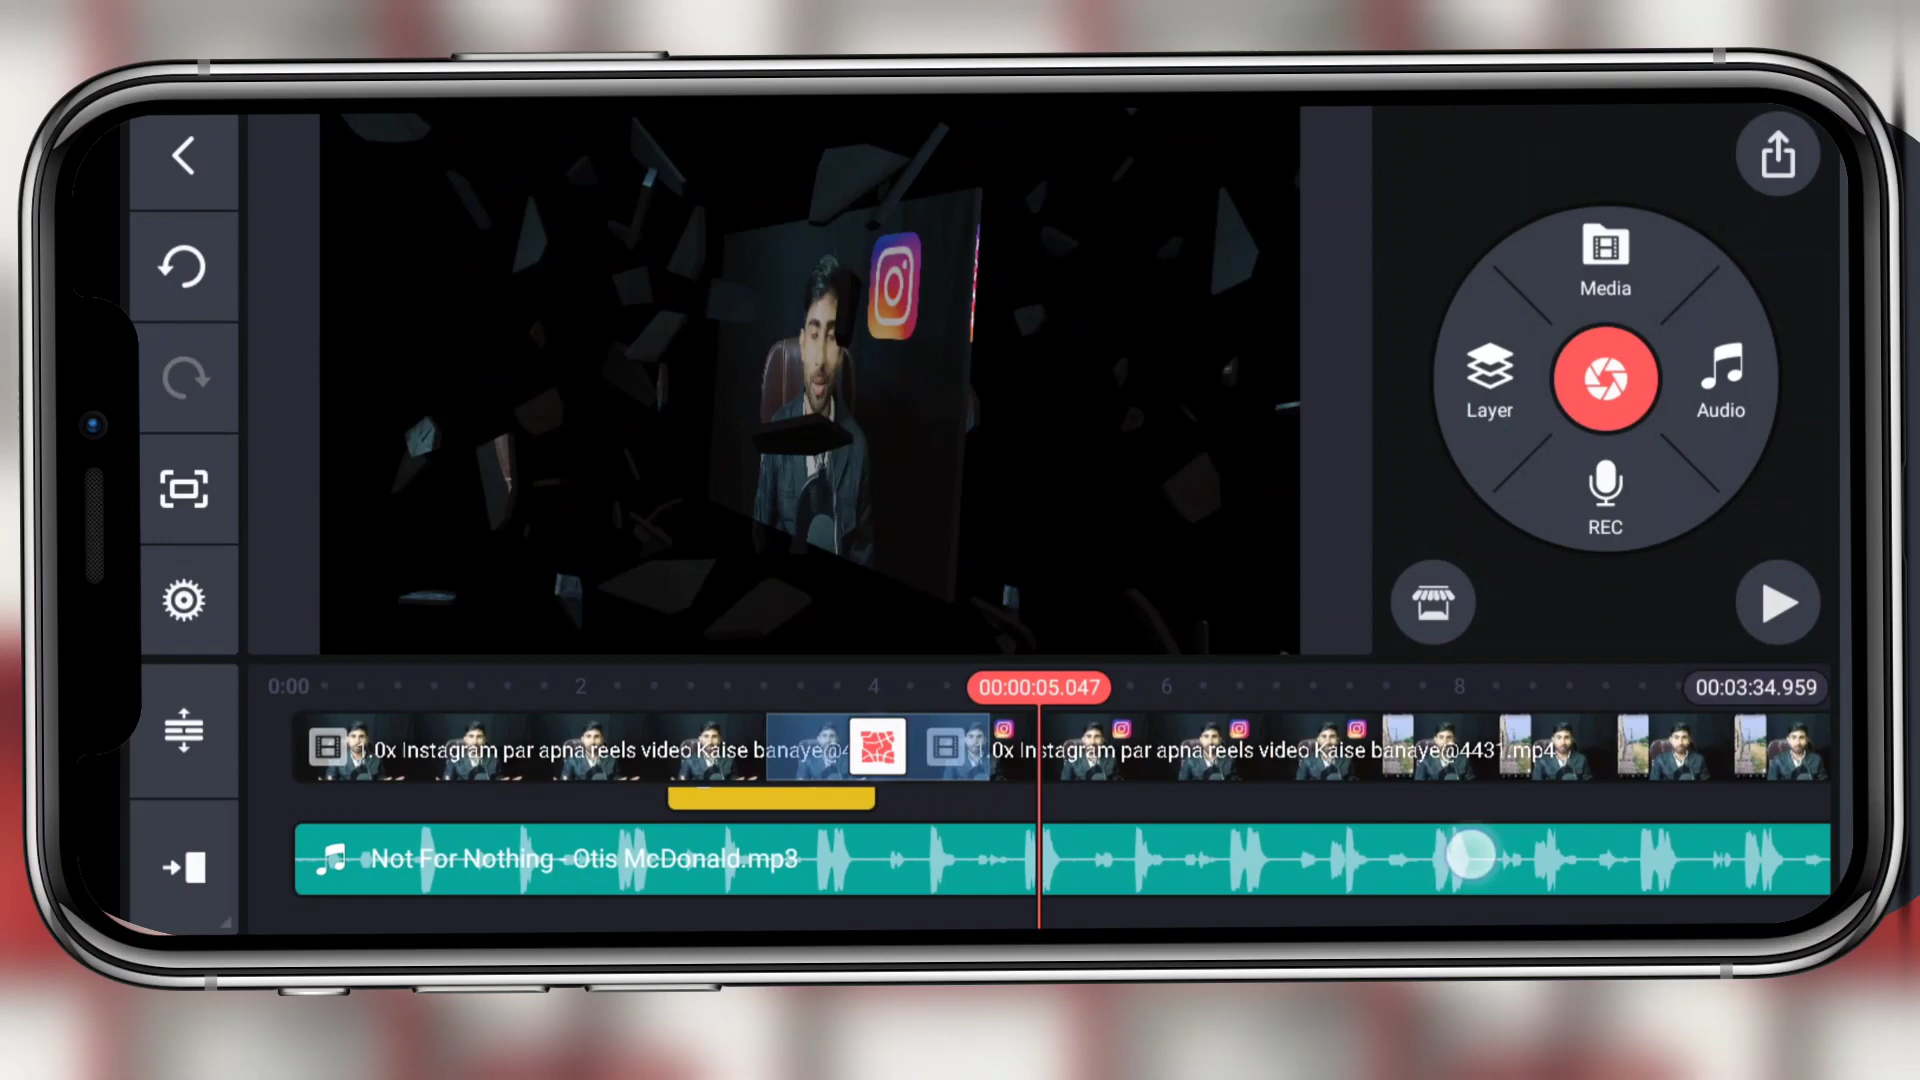 Media
Layer
Audio
REC
0:00
2
4
00:00:05.047
6
8
00:03:34.959
.0x Instagram par apna reels video Kaise banaye@4
.0x Instagram par apna reels video Kaise banaye@4431.mp4
Not For Nothing - Otis McDonald.mp3